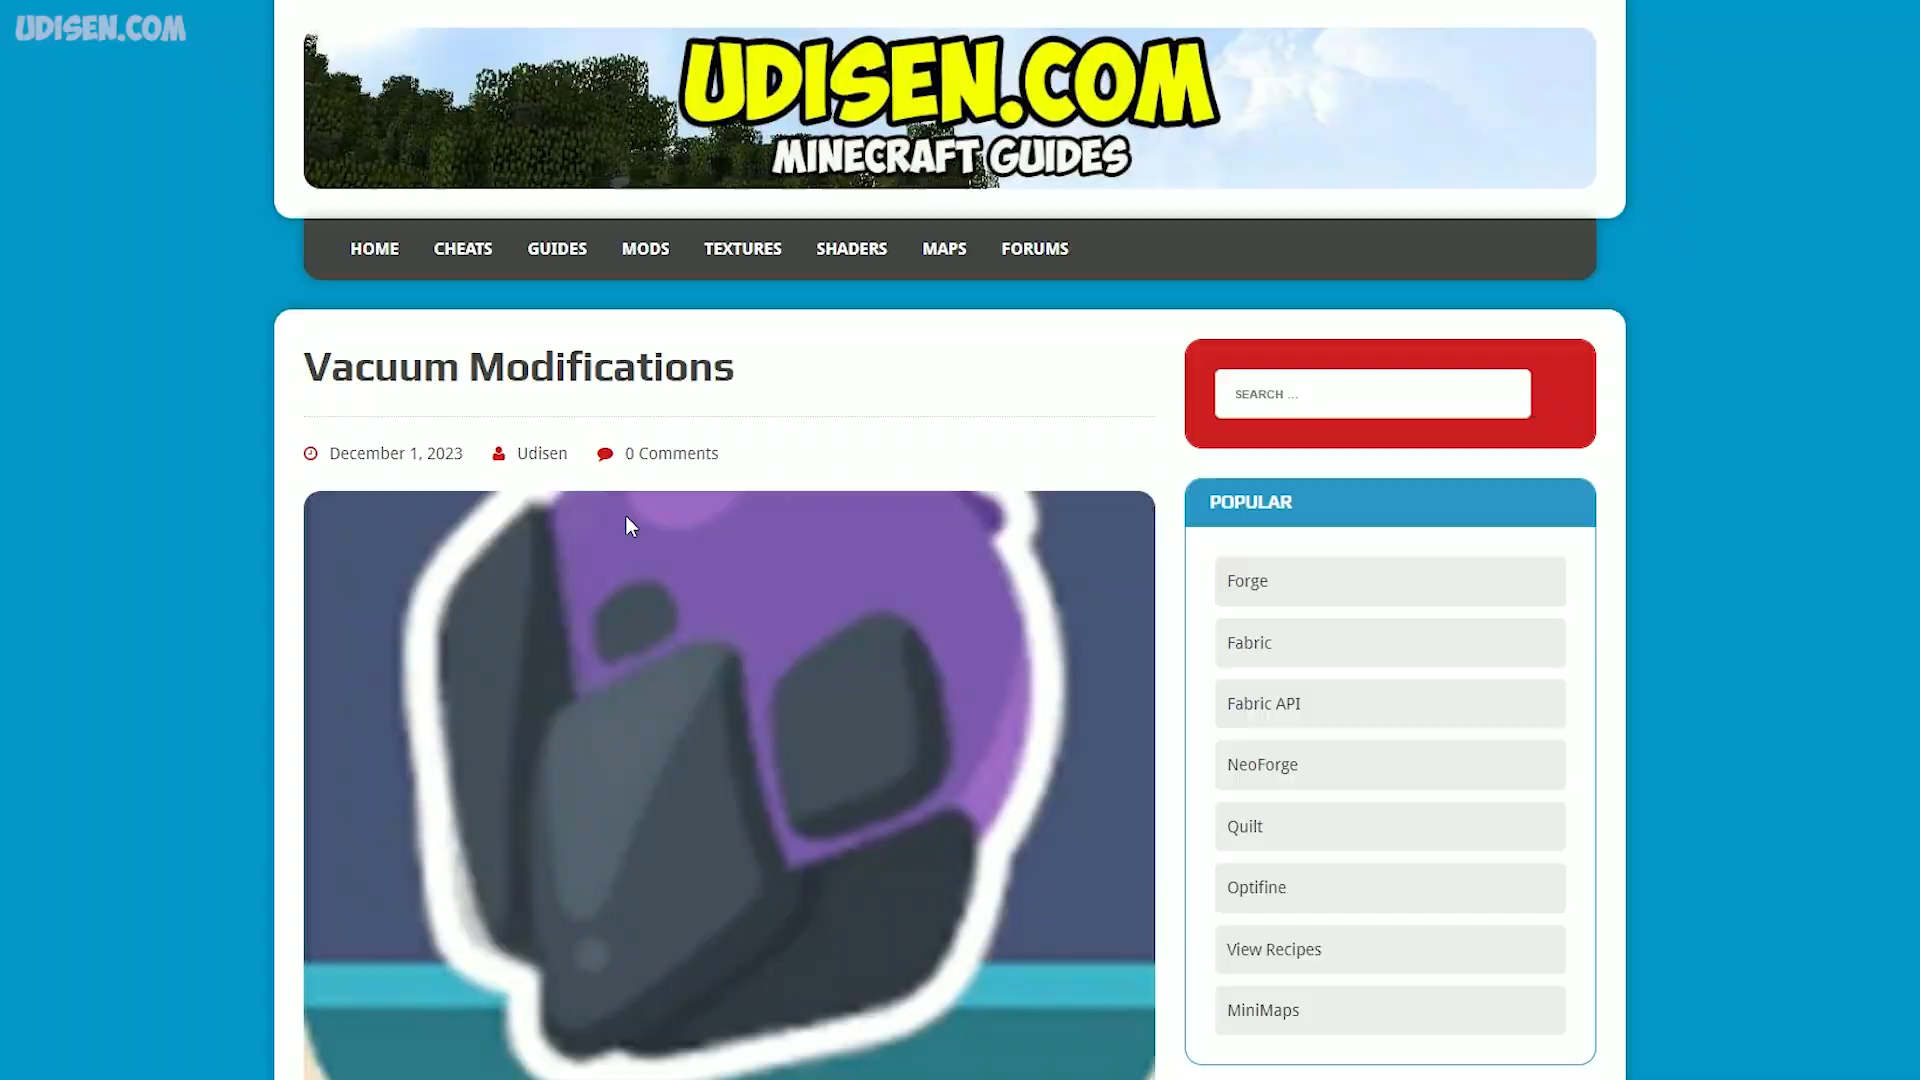 UDISEN.COM
UDISEN.COM
MINECRAFT GUIDES
HOME CHEATS GUIDES MODS TEXTURES SHADERS MAPS FORUMS
Vacuum Modifications
December 1, 2023 Udisen 0 Comments
SEARCH ...
POPULAR
Forge
Fabric
Fabric API
NeoForge
Quilt
Optifine
View Recipes
MiniMaps